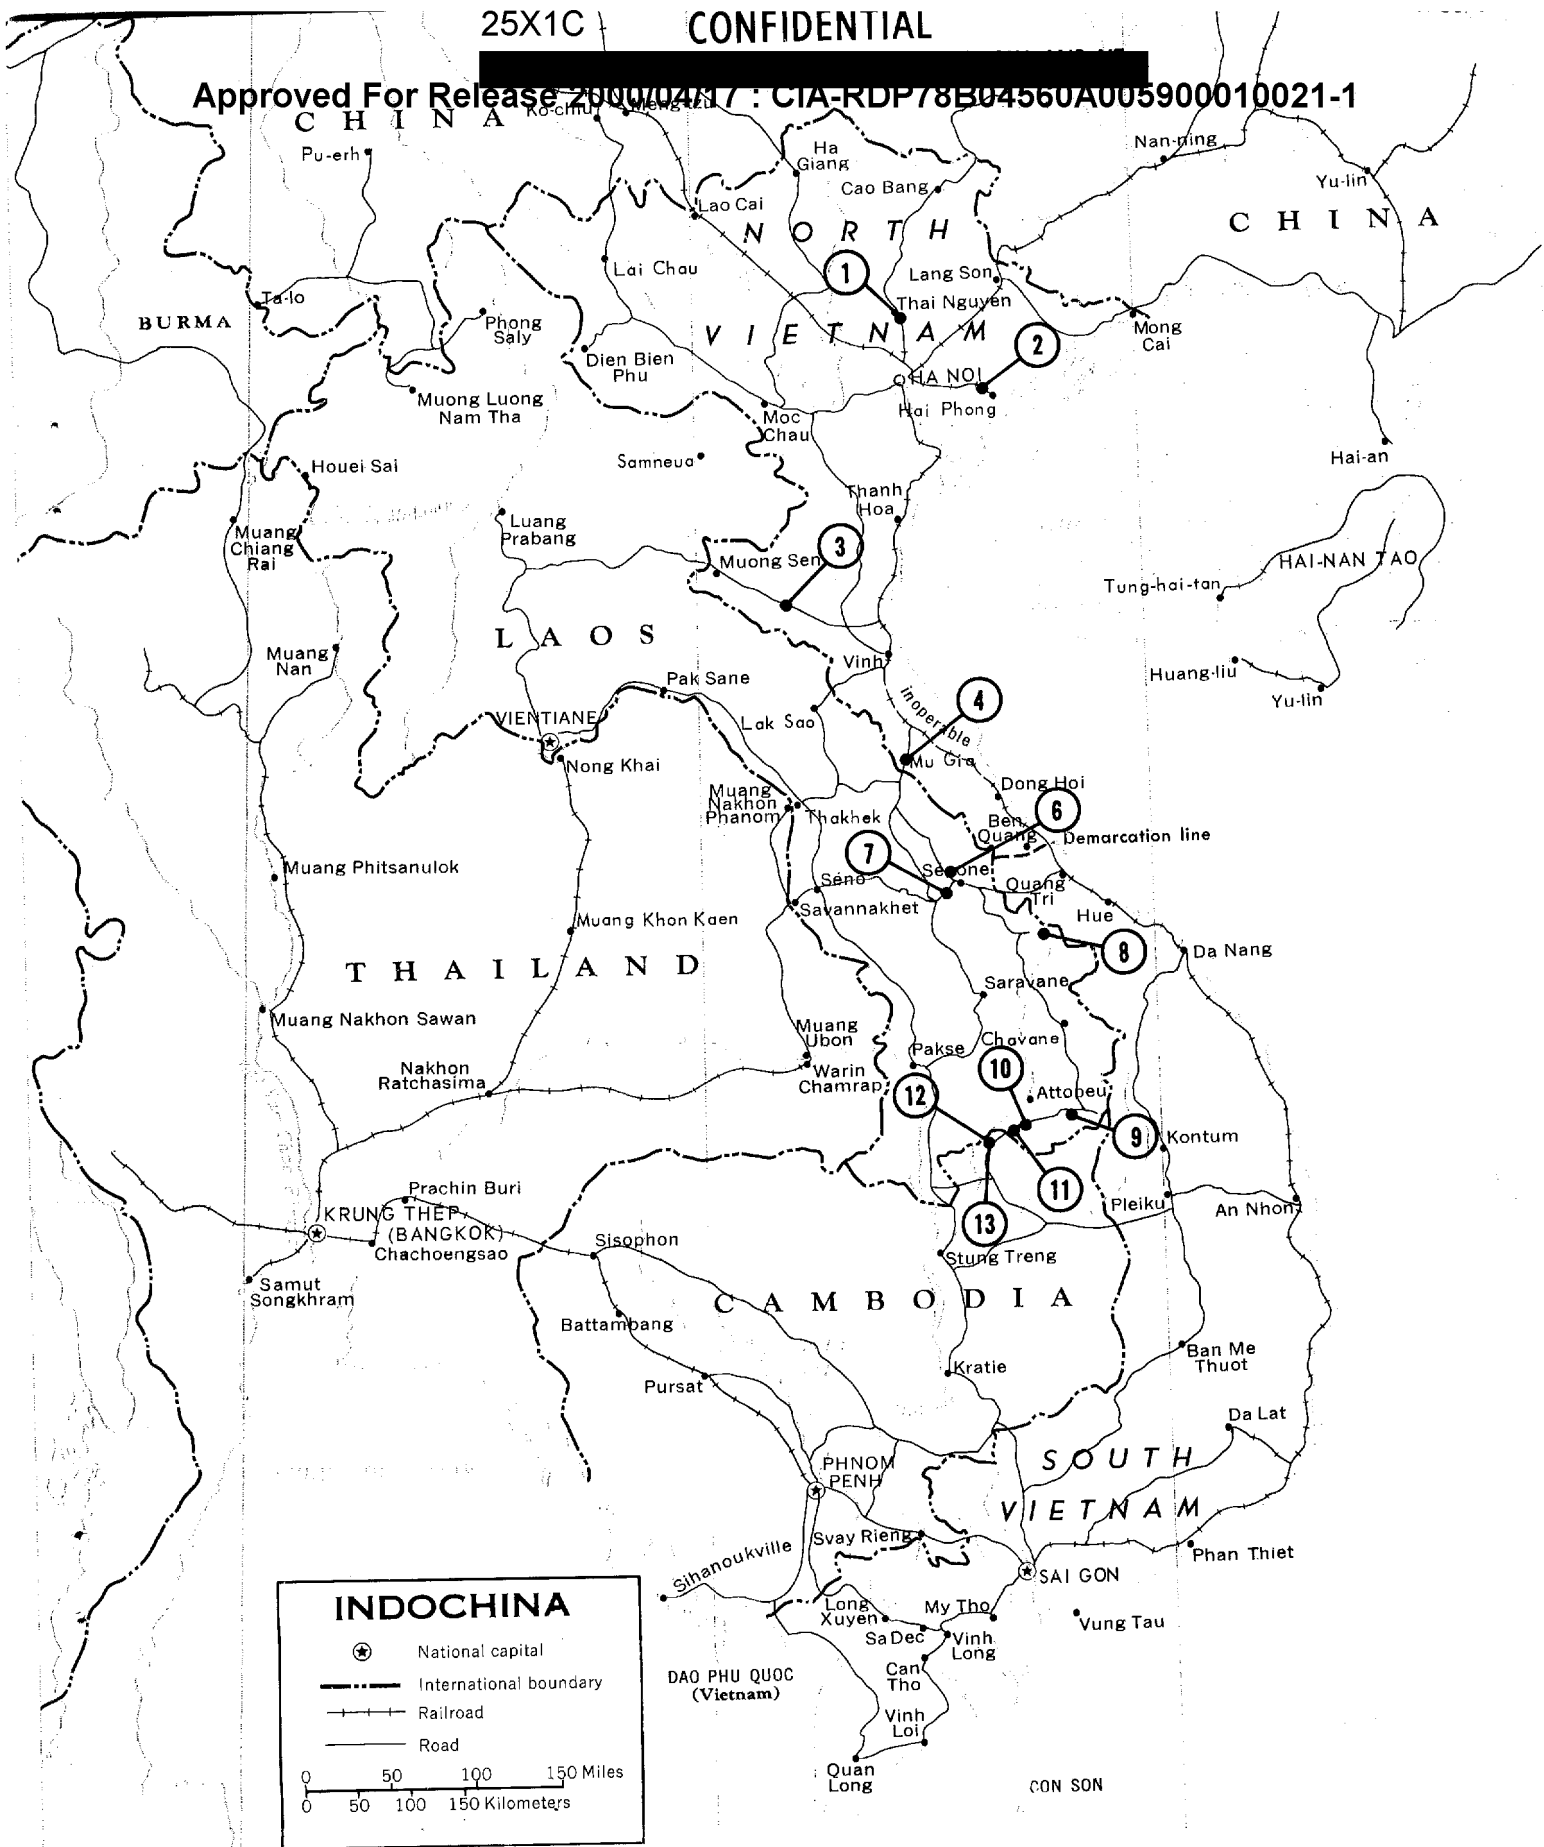 25X1C
CONFIDENTIAL
Approved For Release 2000/04/17 : CIA-RDP78B04560A005900010021-1
CHINA
Ko-chiu
Meng-tzu
Pu-erh
Ha
Giang
Cao Bang
Nan-ning
Yu-lin
CHINA
Lao Cai
NORTH
Lai Chau
1
Lang Son
Ta-lo
Thai Nguyen
BURMA
Phong
Saly
VIETNAM
Mong
Cai
2
Dien Bien
Phu
HA NOI
Muong Luong
Nam Tha
Hai Phong
Moc
Chau
Samneua
Hai-an
Houei Sai
Thanh
Hoa
Luang
Prabang
Muang
Chiang
Rai
3
Muong Sen
HAI-NAN TAO
Tung-hai-tan
LAOS
Muang
Nan
Vinh
Huang-liu
Pak Sane
Yu-lin
inoperable
4
VIENTIANE
Lak Sao
Nong Khai
Mu Gia
Dong Hoi
Muang
Nakhon
Phanom
Thakhek
6
Ben
Quang
Demarcation line
7
Muang Phitsanulok
Séno
Sepone
Quang
Tri
Savannakhet
Hue
Muang Khon Kaen
8
Da Nang
THAILAND
Saravane
Muang Nakhon Sawan
Muang
Ubon
Chavane
Pakse
Nakhon
Ratchasima
Warin
Chamrap
10
12
Attopeu
9
Kontum
11
Prachin Buri
Pleiku
An Nhon
KRUNG THEP
(BANGKOK)
13
Chachoengsao
Sisophon
Stung Treng
Samut
Songkhram
CAMBODIA
Battambang
Ban Me
Thuot
Kratie
Pursat
Da Lat
PHNOM
PENH
SOUTH
VIETNAM
Svay Rieng
Phan Thiet
Sihanoukville
SAI GON
Long
Xuyen
My Tho
Vung Tau
Sa Dec
Vinh
Long
Can
Tho
DAO PHU QUOC
(Vietnam)
Vinh
Loi
Quan
Long
CON SON
INDOCHINA
National capital
International boundary
Railroad
Road
0 50 100 150 Miles
0 50 100 150 Kilometers